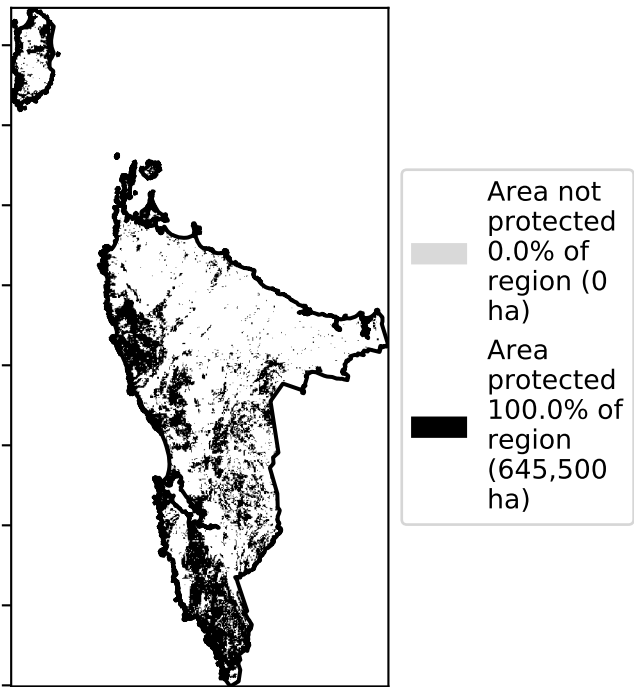 Area not
protected
0.0% of
region (0
ha)
Area
protected
100.0% of
region
(645,500
ha)